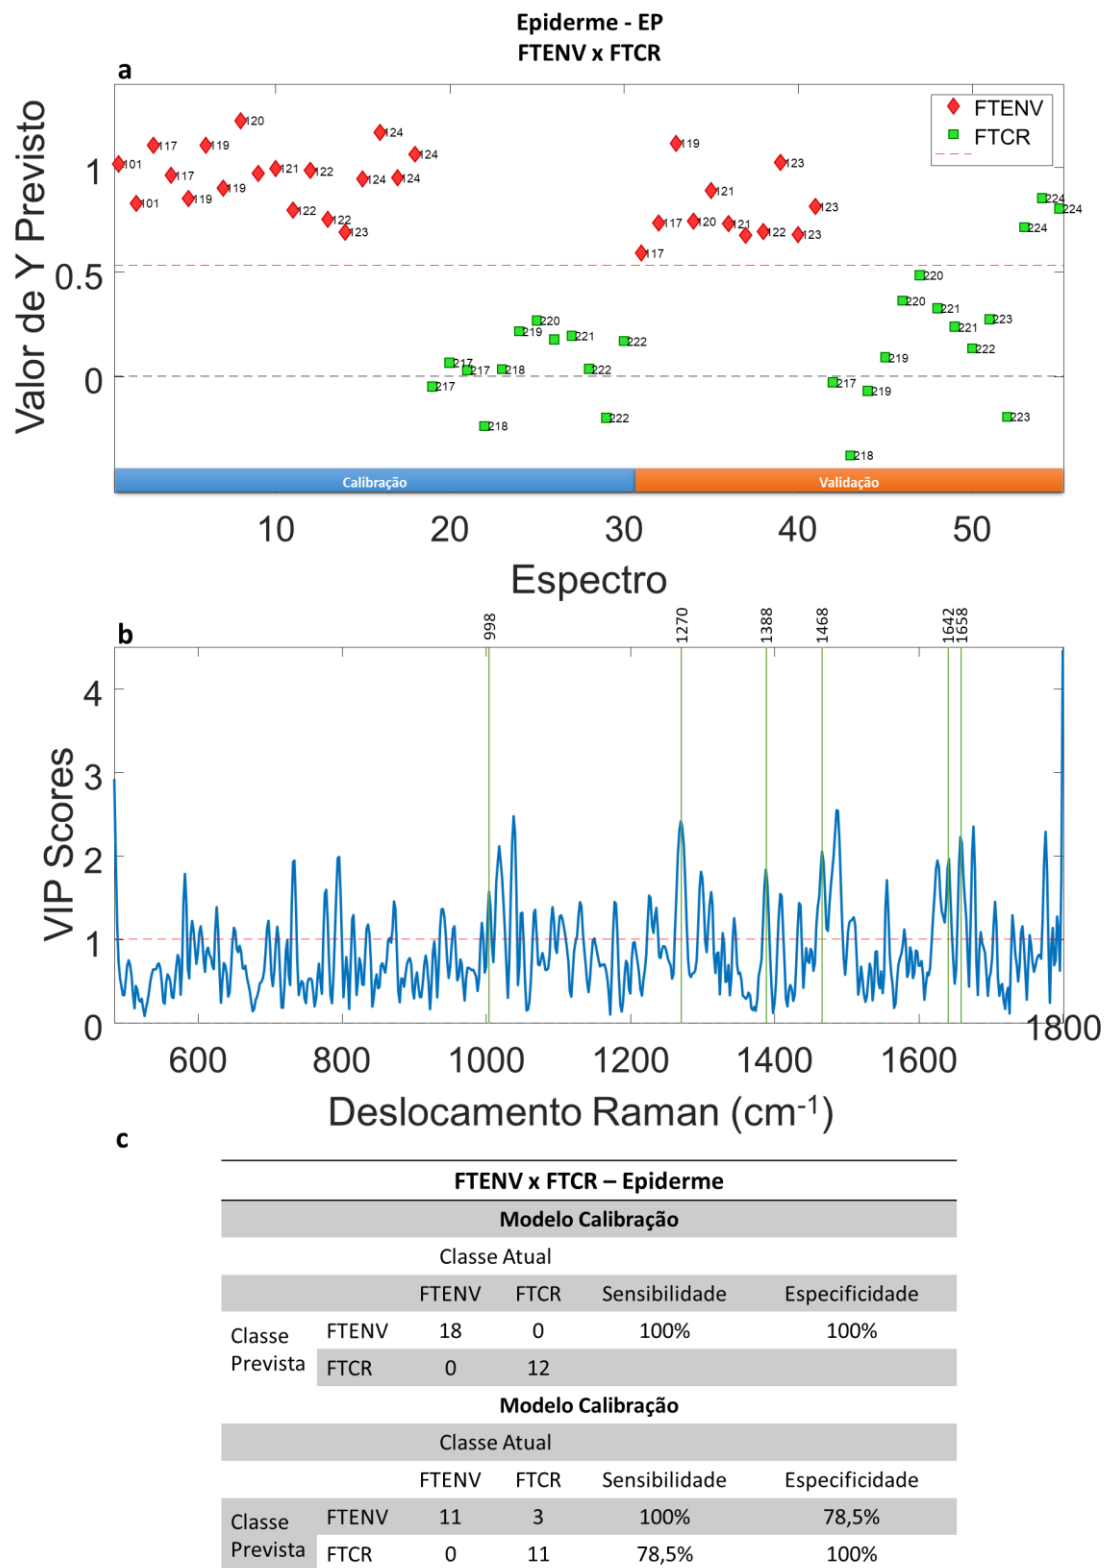 Epiderme - EP
FTENV x FTCR
a
Valor de Y Previsto
1
0.5
0
FTENV
FTCR
101
101
117
117
119
119
119
120
121
122
122
122
123
124
124
124
124
217
217
217
218
218
219
220
221
222
222
222
117
117
119
120
121
121
122
123
123
123
217
218
219
219
220
220
221
221
222
223
223
224
224
224
Calibração
Validação
10 20 30 40 50
Espectro
b
998
1270
1388
1468
1642
1658
VIP Scores
4
3
2
1
0
600 800 1000 1200 1400 1600 1800
Deslocamento Raman (cm-1)
c
FTENV x FTCR – Epiderme
Modelo Calibração
Classe Atual
FTENV FTCR Sensibilidade Especificidade
Classe Prevista
FTENV 18 0 100% 100%
FTCR 0 12
Modelo Calibração
Classe Atual
FTENV FTCR Sensibilidade Especificidade
Classe Prevista
FTENV 11 3 100% 78,5%
FTCR 0 11 78,5% 100%